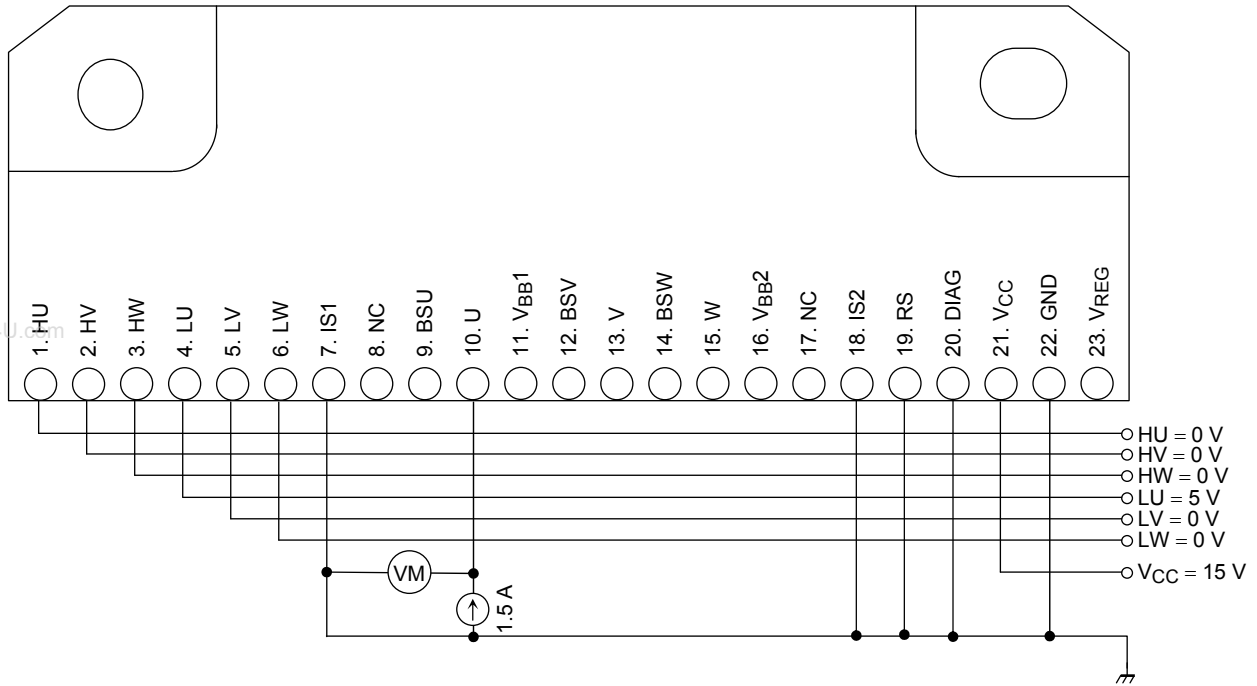 1. HU
2. HV
3. HW
4. LU
5. LV
6. LW
7. IS1
8. NC
9. BSU
10. U
11. VBB1
12. BSV
13. V
14. BSW
15. W
16. VBB2
17. NC
18. IS2
19. RS
20. DIAG
21. VCC
22. GND
23. VREG
U.com
HU = 0 V
HV = 0 V
HW = 0 V
LU = 5 V
LV = 0 V
LW = 0 V
VCC = 15 V
VM
1.5 A